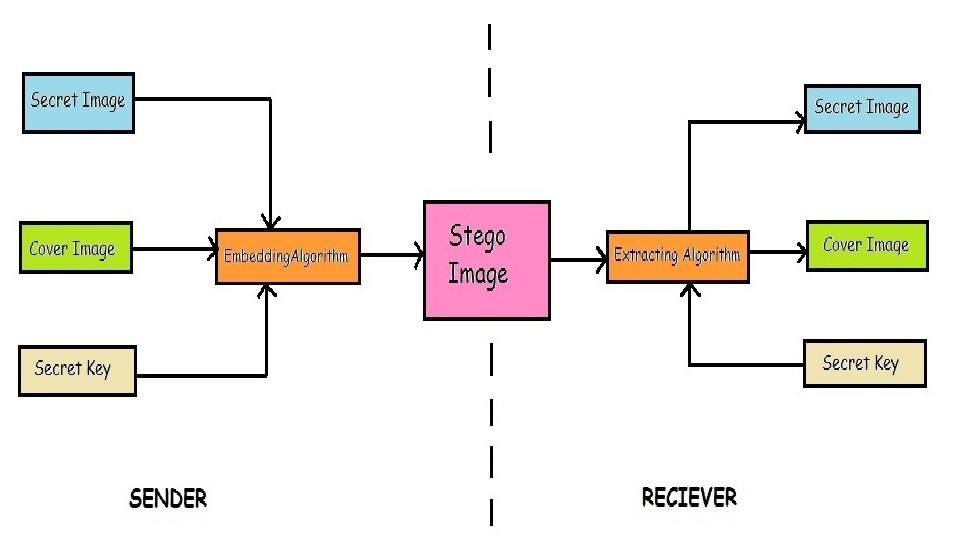 Secret Image
Cover Image
Secret Key
EmbeddingAlgorithm
Stego
Image
Extracting Algorithm
Secret Image
Cover Image
Secret Key
SENDER
RECIEVER